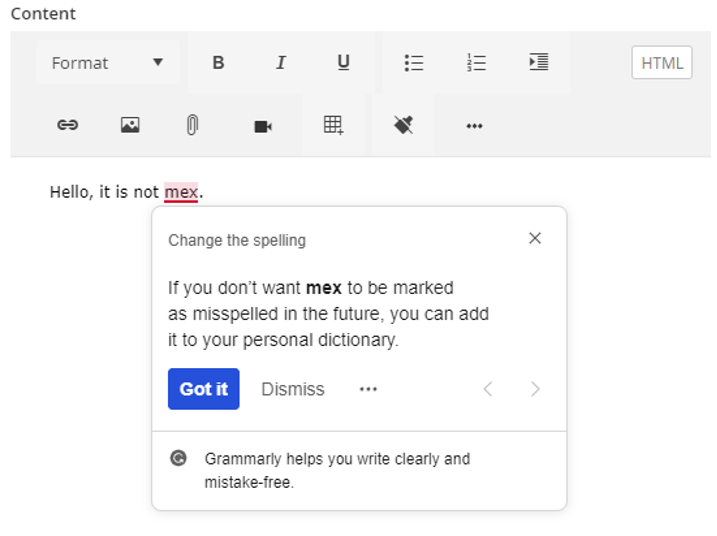 Content
Format B I U HTML
Hello, it is not mex.
Change the spelling
If you don’t want mex to be marked
as misspelled in the future, you can add
it to your personal dictionary.
Got it Dismiss
Grammarly helps you write clearly and
mistake-free.